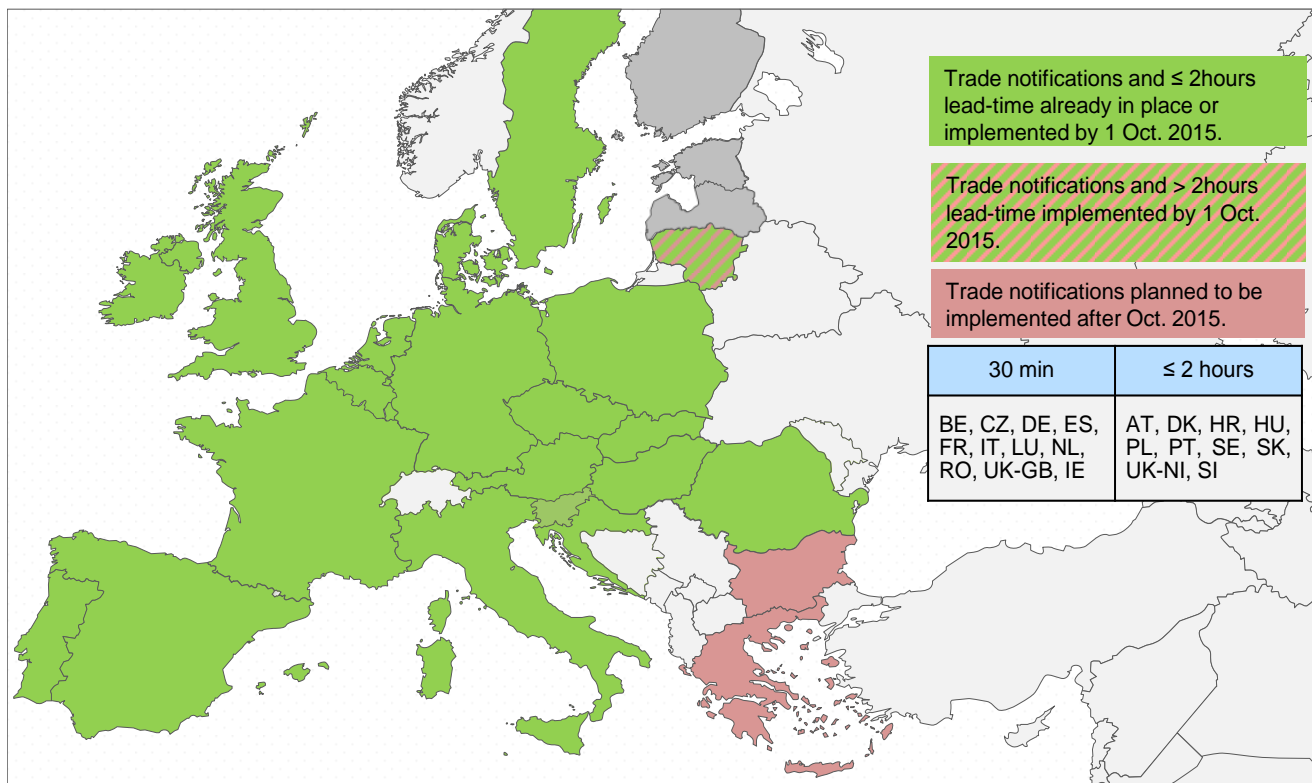 Trade notifications and ≤ 2hours
lead-time already in place or
implemented by 1 Oct. 2015.
Trade notifications and > 2hours
lead-time implemented by 1 Oct.
2015.
Trade notifications planned to be
implemented after Oct. 2015.
30 min
≤ 2 hours
BE, CZ, DE, ES,
FR, IT, LU, NL,
RO, UK-GB, IE
AT, DK, HR, HU,
PL, PT, SE, SK,
UK-NI, SI